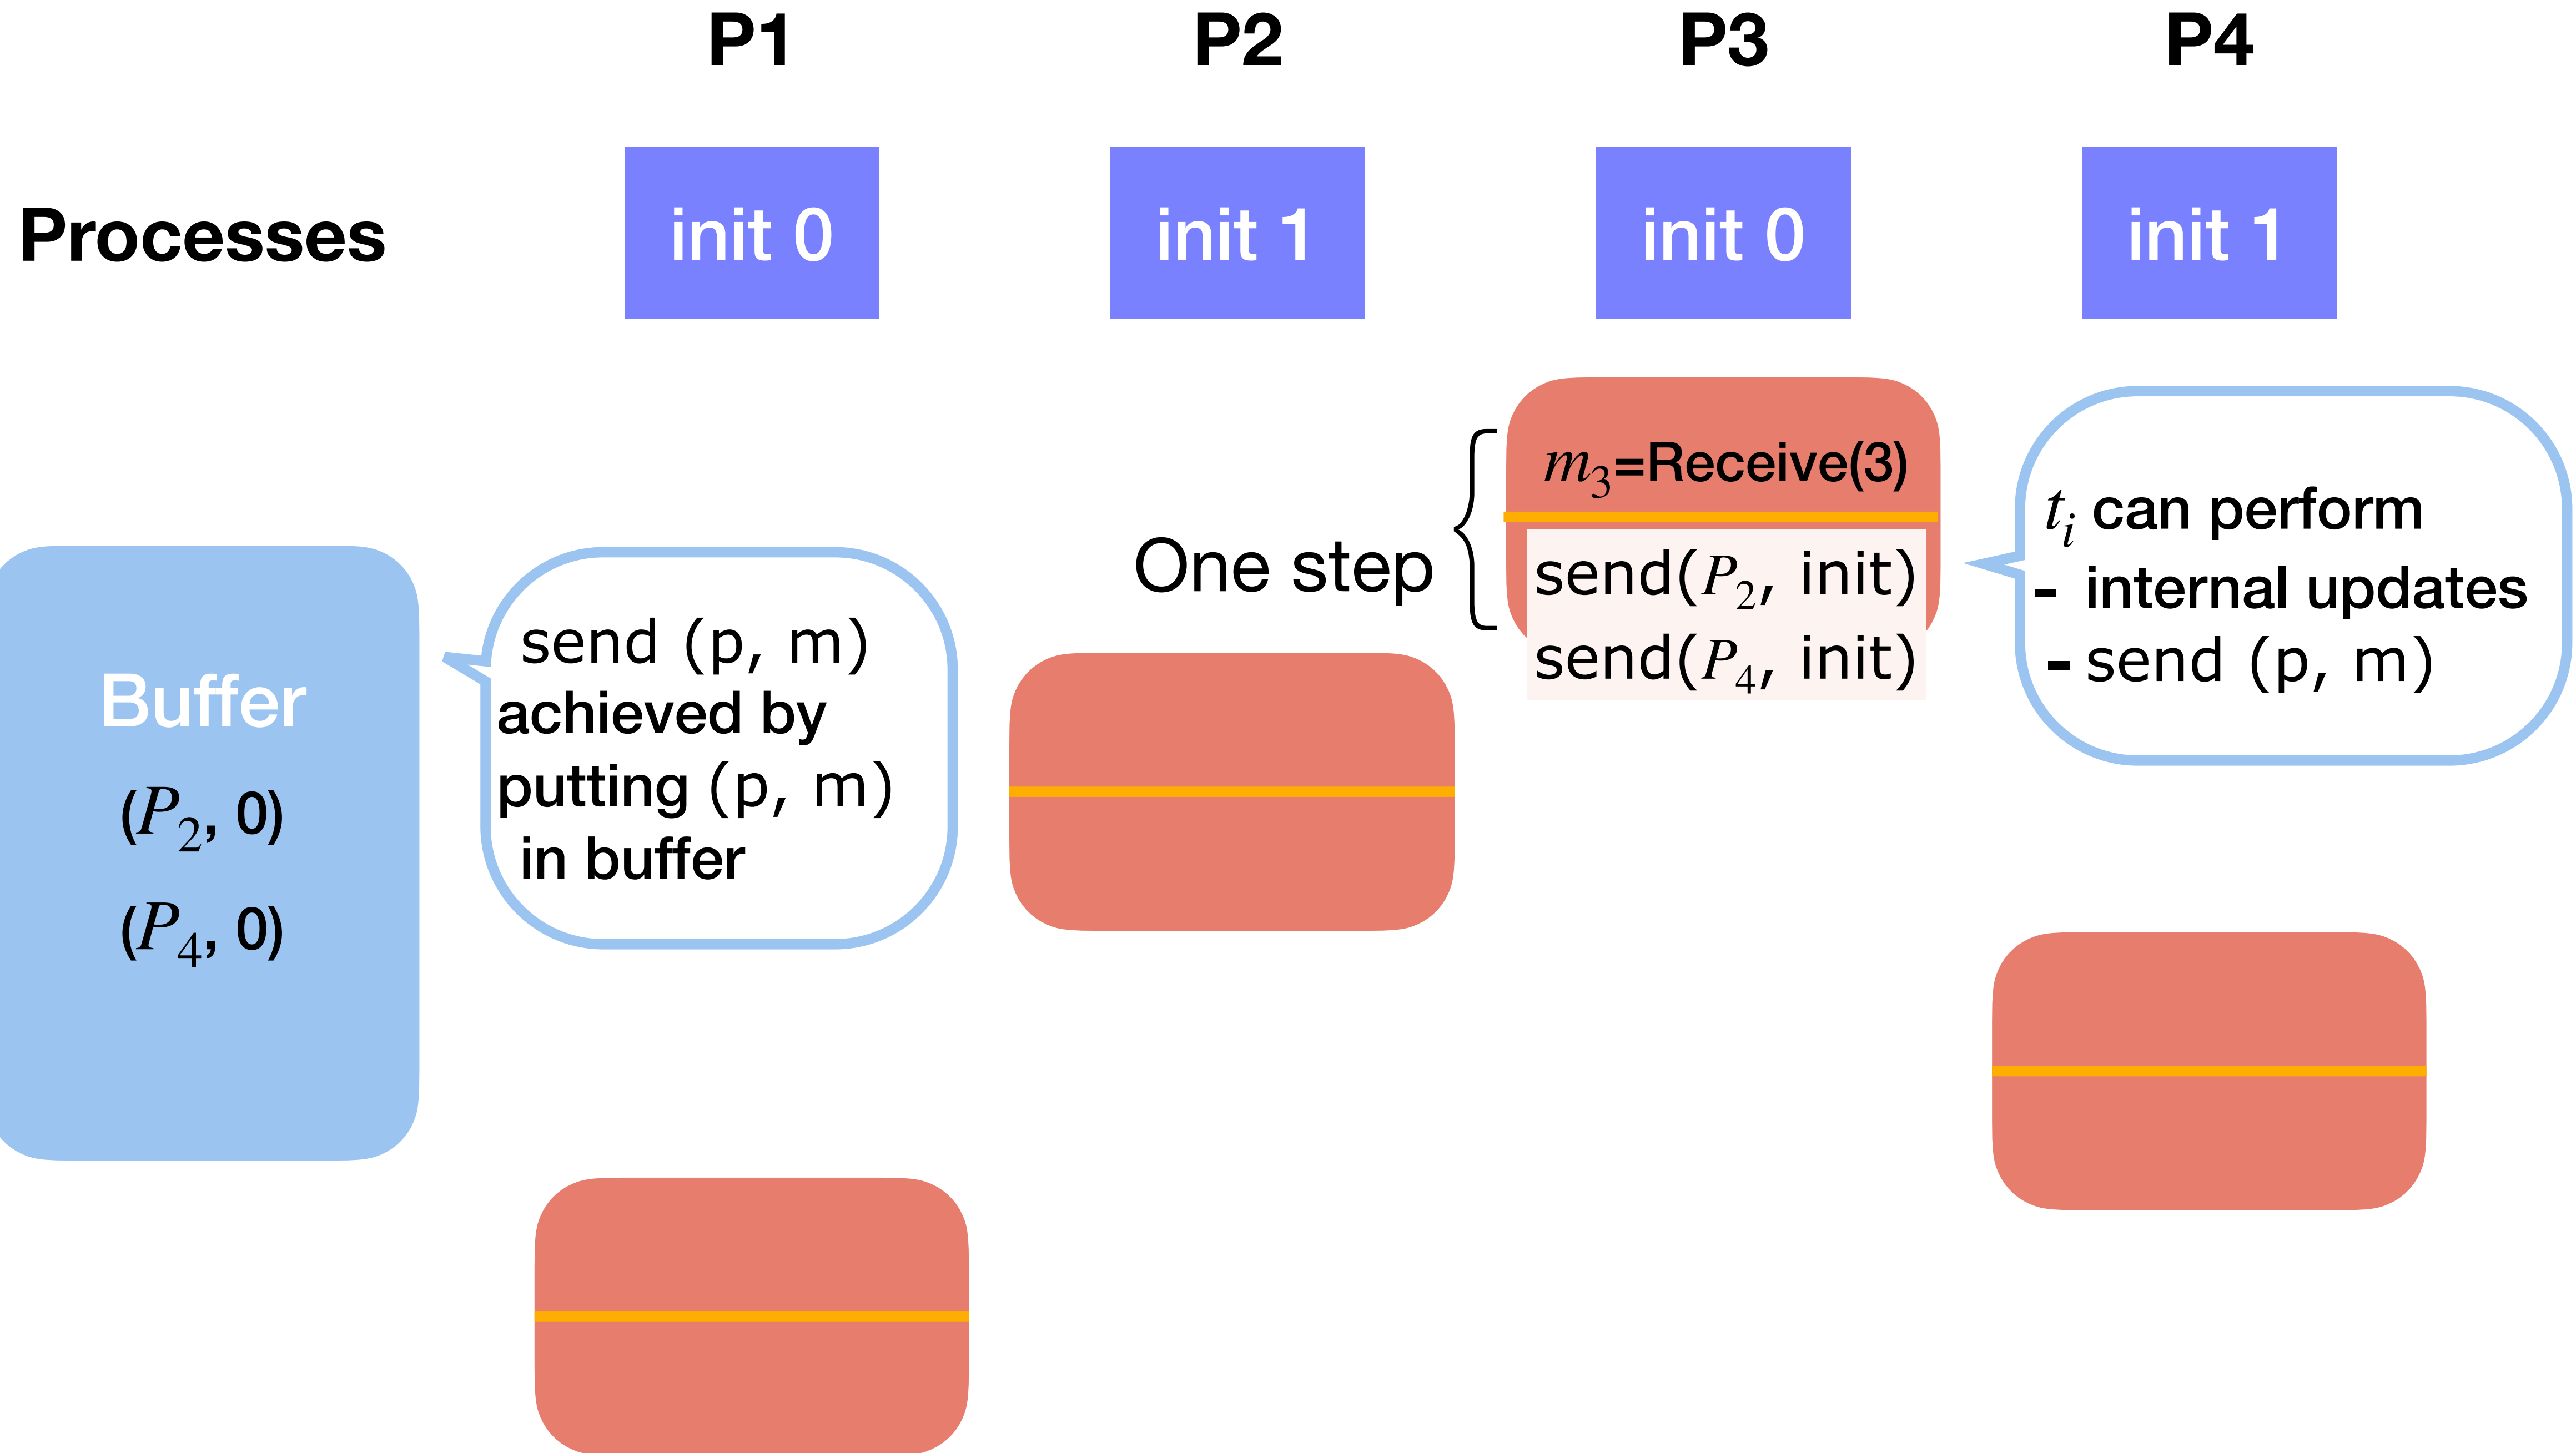 P1 P2 P3 P4
Processes
init 0
init 1
init 0
init 1
m₃=Receive(3)
One step
send(P₂, init)
send(P₄, init)
tᵢ can perform
- internal updates
- send (p, m)
Buffer
(P₂, 0)
(P₄, 0)
send (p, m)
achieved by
putting (p, m)
in buffer